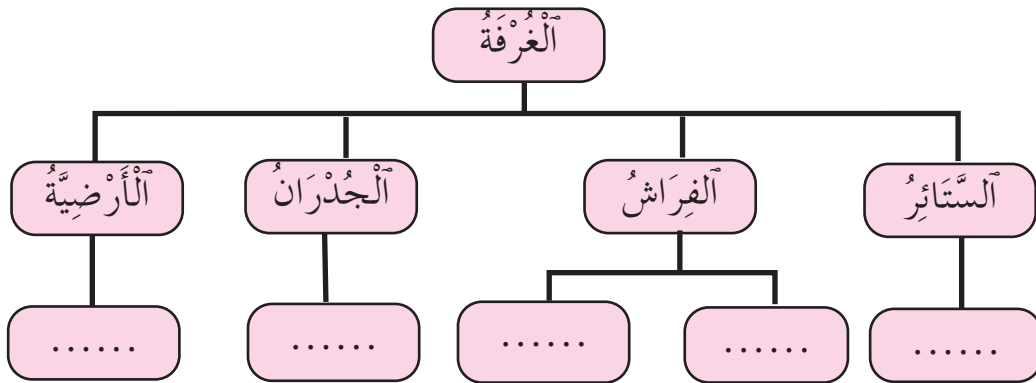 ٱلْغُرْفَةُ
ٱلسَّتَائِرُ
ٱلفِرَاشُ
ٱلْجُدْرَانُ
ٱلْأَرْضِيَّةُ
......
......
......
......
......